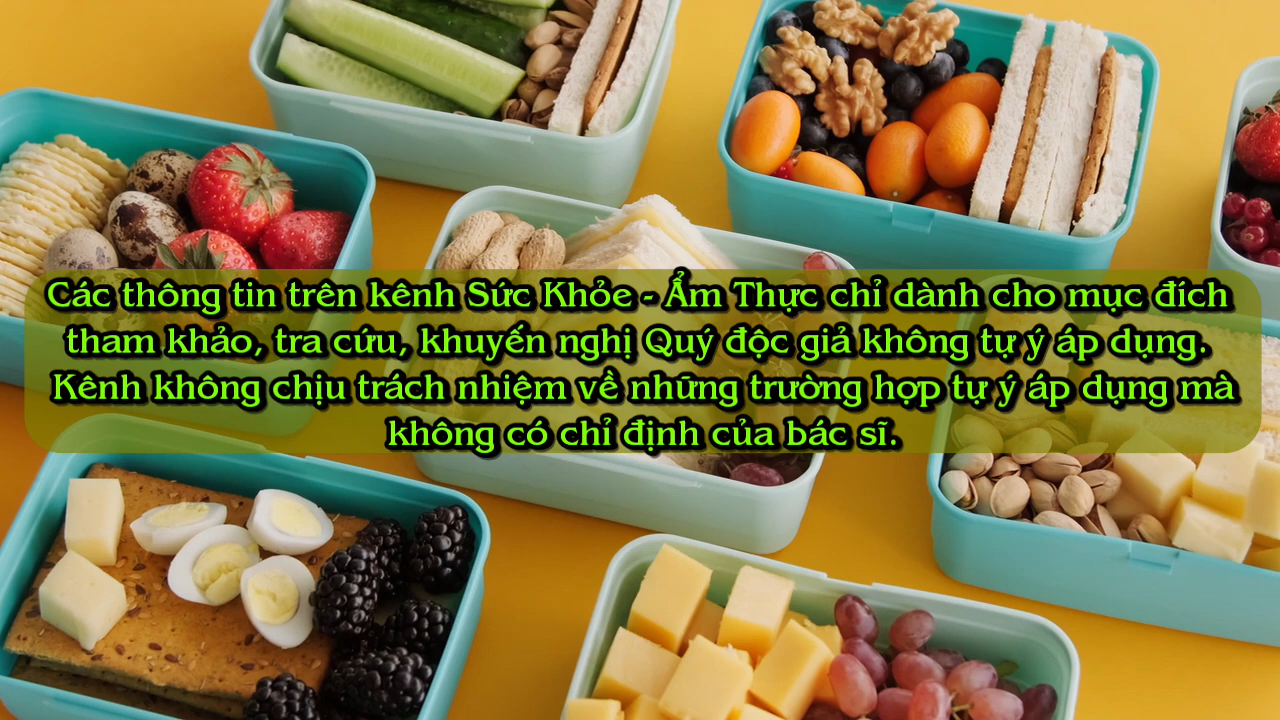 Các thông tin trên kênh Sức Khỏe - Ẩm Thực chỉ dành cho mục đích
tham khảo, tra cứu, khuyến nghị Quý độc giả không tự ý áp dụng.
Kênh không chịu trách nhiệm về những trường hợp tự ý áp dụng mà
không có chỉ định của bác sĩ.